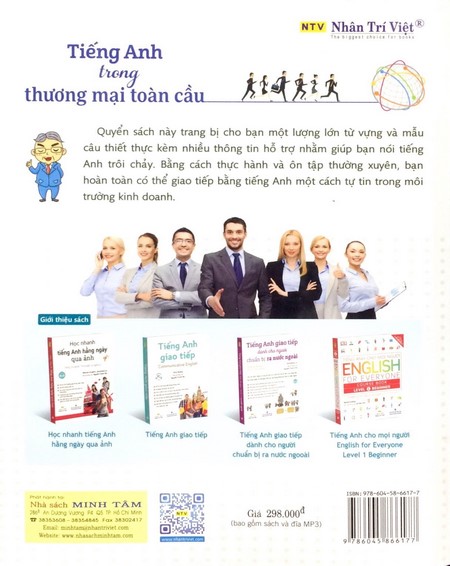 NTV Nhân Trí Việt®
The biggest choice for books
Tiếng Anh
trong
thương mại toàn cầu
Quyển sách này trang bị cho bạn một lượng lớn từ vựng và mẫu
câu thiết thực kèm nhiều thông tin hỗ trợ nhằm giúp bạn nói tiếng
Anh trôi chảy. Bằng cách thực hành và ôn tập thường xuyên, bạn
hoàn toàn có thể giao tiếp bằng tiếng Anh một cách tự tin trong môi
trường kinh doanh.
Giới thiệu sách
Học nhanh
tiếng Anh hằng ngày
qua ảnh
Tiếng Anh
giao tiếp
Communicative English
Tiếng Anh giao tiếp
dành cho người
chuẩn bị ra nước ngoài
ENGLISH
FOR EVERYONE
COURSE BOOK
LEVEL 1 BEGINNER
Học nhanh tiếng Anh
hằng ngày qua ảnh
Tiếng Anh giao tiếp
Tiếng Anh giao tiếp
dành cho người
chuẩn bị ra nước ngoài
Tiếng Anh cho mọi người
English for Everyone
Level 1 Beginner
Phát hành tại:
Nhà sách MINH TÂM
286B An Dương Vương, P4 Q5 TP Hồ Chí Minh
☎ 38353608 - 38354845 Fax 38302417
Email: minhtam@nhantriviet.com
Website: www.nhasachminhtam.com
NTV
www.nhantriviet.com
Giá 298.000đ
(bao gồm sách và đĩa MP3)
ISBN: 978-604-58-6617-7
9 786045 866177